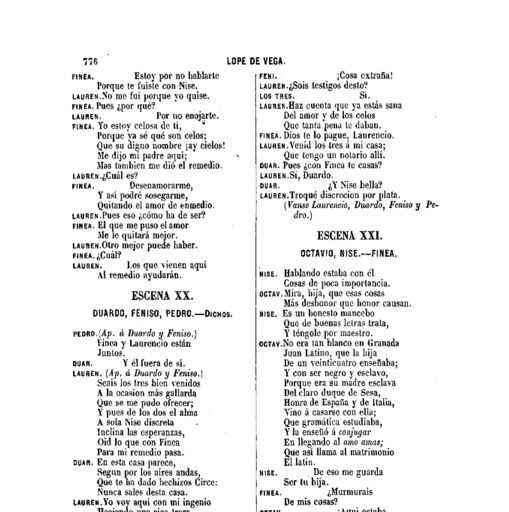 776
LOPE DE VEGA.
FINEA. Estoy por no hablarte
Porque te fuiste con Nise.
LAUREN. No me fui porque yo quise.
FINEA. Pues ¿por qué?
LAUREN. Por no enojarte.
FINEA. Yo estoy celosa de ti,
Porque ya sé qué son celos;
Que su digno nombre ¡ay cielos!
Me dijo mi padre aqui;
Mas tambien me dió el remedio.
LAUREN. ¿Cuál es?
FINEA. Desenamorarme,
Y así podré sosegarme,
Quitando el amor de enmedio.
LAUREN. Pues eso ¿cómo ha de ser?
FINEA. El que me puso el amor
Me le quitará mejor.
LAUREN. Otro mejor puede haber.
FINEA. ¿Cuál?
LAUREN. Los que vienen aquí
Al remedio ayudarán.
ESCENA XX.
DUARDO, FENISO, PEDRO.—DICHOS.
PEDRO. (Ap. á Duardo y Feniso.)
Finea y Laurencio están
Juntos.
DUAR. Y él fuera de sí.
LAUREN. (Ap. á Duardo y Feniso.)
Seais los tres bien venidos
A la ocasion más gallarda
Que se me pudo ofrecer;
Y pues de los dos el alma
A sola Nise discreta
Inclina las esperanzas,
Oid lo que con Finea
Para mi remedio pasa.
DUAR. En esta casa parece,
Segun por los aires andas,
Que te ha dado hechizos Circe:
Nunca sales desta casa.
LAUREN. Yo voy aquí con mi ingenio
FENI. ¡Cosa extraña!
LAUREN. ¿Sois testigos desto?
LOS TRES. Sí.
LAUREN. Haz cuenta que ya estás sana
Del amor y de los celos
Que tanta pena te daban.
FINEA. Dios te lo pague, Laurencio.
LAUREN. Venid los tres á mi casa;
Que tengo un notario allí.
DUAR. Pues ¿con Finea te casas?
LAUREN. Sí, Duardo.
DUAR. ¿Y Nise bella?
LAUREN. Troqué discrecion por plata.
(Vanse Laurencio, Duardo, Feniso y Pe-
dro.)
ESCENA XXI.
OCTAVIO, NISE.—FINEA.
NISE. Hablando estaba con él
Cosas de poca importancia.
OCTAV. Mira, hija, que esas cosas
Más deshonor que honor causan.
NISE. Es un honesto mancebo
Que de buenas letras trata,
Y téngole por maestro.
OCTAV. No era tan blanco en Granada
Juan Latino, que la hija
De un veinticuatro enseñaba;
Y con ser negro y esclavo,
Porque era su madre esclava
Del claro duque de Sesa,
Honra de España y de Italia,
Vino á casarse con ella;
Que gramática estudiaba,
Y la enseñó á conjugar
En llegando al amo amas;
Que así llama al matrimonio
El latin.
NISE. De eso me guarda
Ser tu hija.
FINEA. ¿Murmurais
De mis cosas?
OCTAV. ¿Aquí estaba